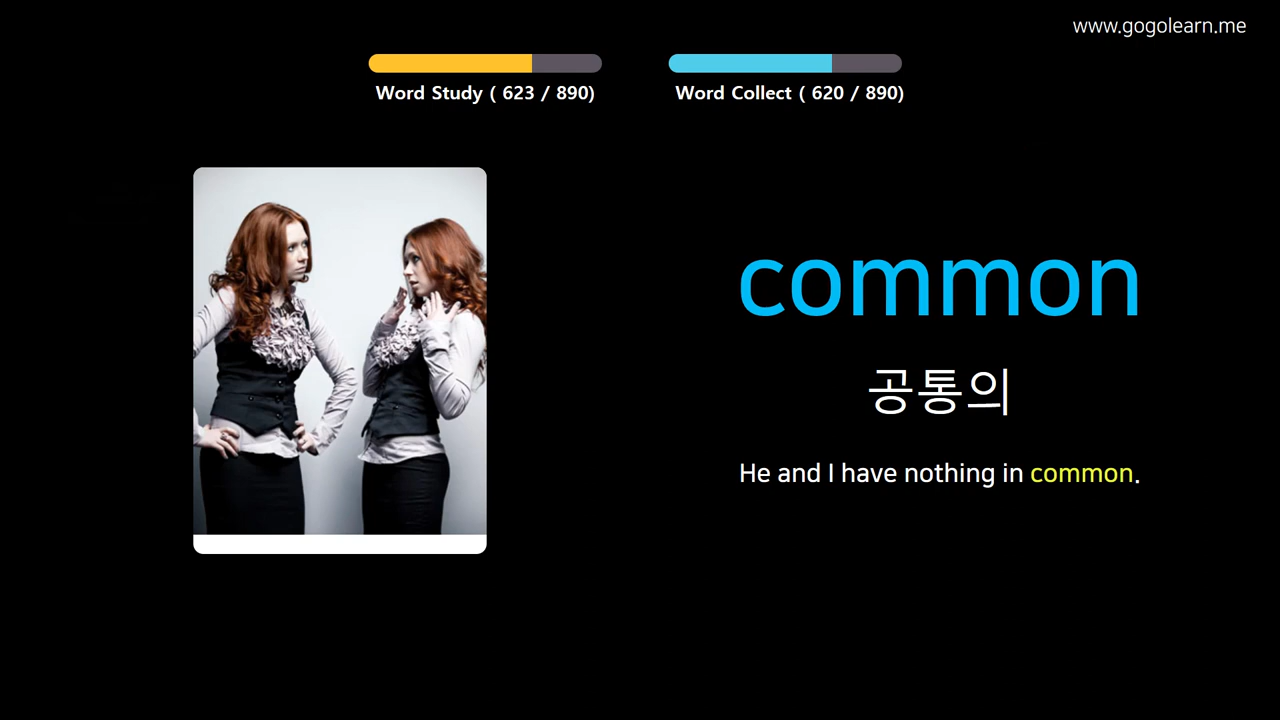 www.gogolearn.me
Word Study ( 623 / 890)
Word Collect ( 620 / 890)
common
공통의
He and I have nothing in common.